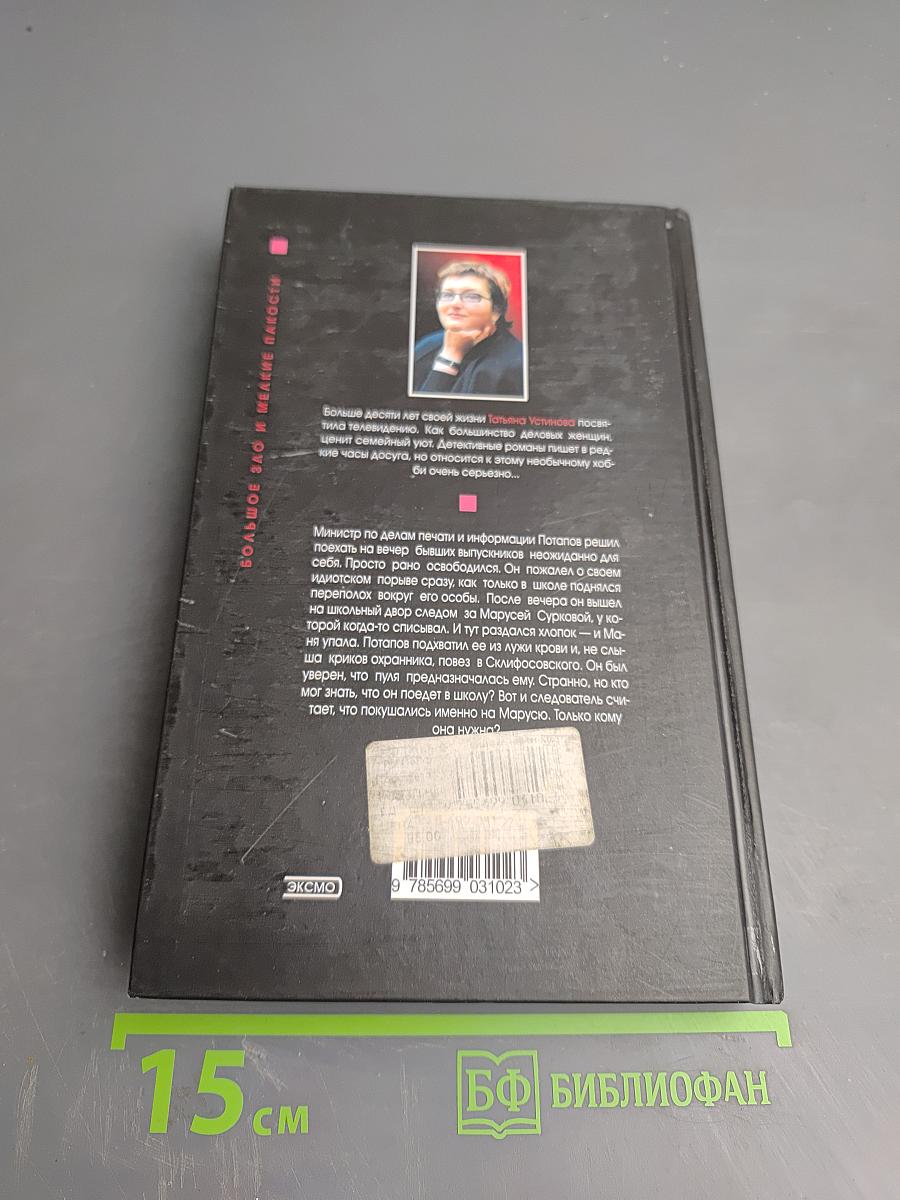 БОЛЬШОЕ ЗЛО И МЕЛКИЕ ПАКОСТИ
Больше десяти лет своей жизни Татьяна Устинова посвя-
тила телевидению. Как большинство деловых женщин,
ценит семейный уют. Детективные романы пишет в ред-
кие часы досуга, но относится к этому необычному хоб-
би очень серьезно...
Министр по делам печати и информации Потапов решил
поехать на вечер бывших выпускников неожиданно для
себя. Просто рано освободился. Он пожалел о своем
идиотском порыве сразу, как только в школе поднялся
переполох вокруг его особы. После вечера он вышел
на школьный двор следом за Марусей Сурковой, у ко-
торой когда-то списывал. И тут раздался хлопок — и Ма-
ня упала. Потапов подхватил ее из лужи крови и, не слы-
ша криков охранника, повез в Склифосовского. Он был
уверен, что пуля предназначалась ему. Странно, но кто
мог знать, что он поедет в школу? Вот и следователь счи-
тает, что покушались именно на Марусю. Только кому
она нужна?
ЭКСМО
9 785699 031023 >
15 см
БФ БИБЛИОФАН